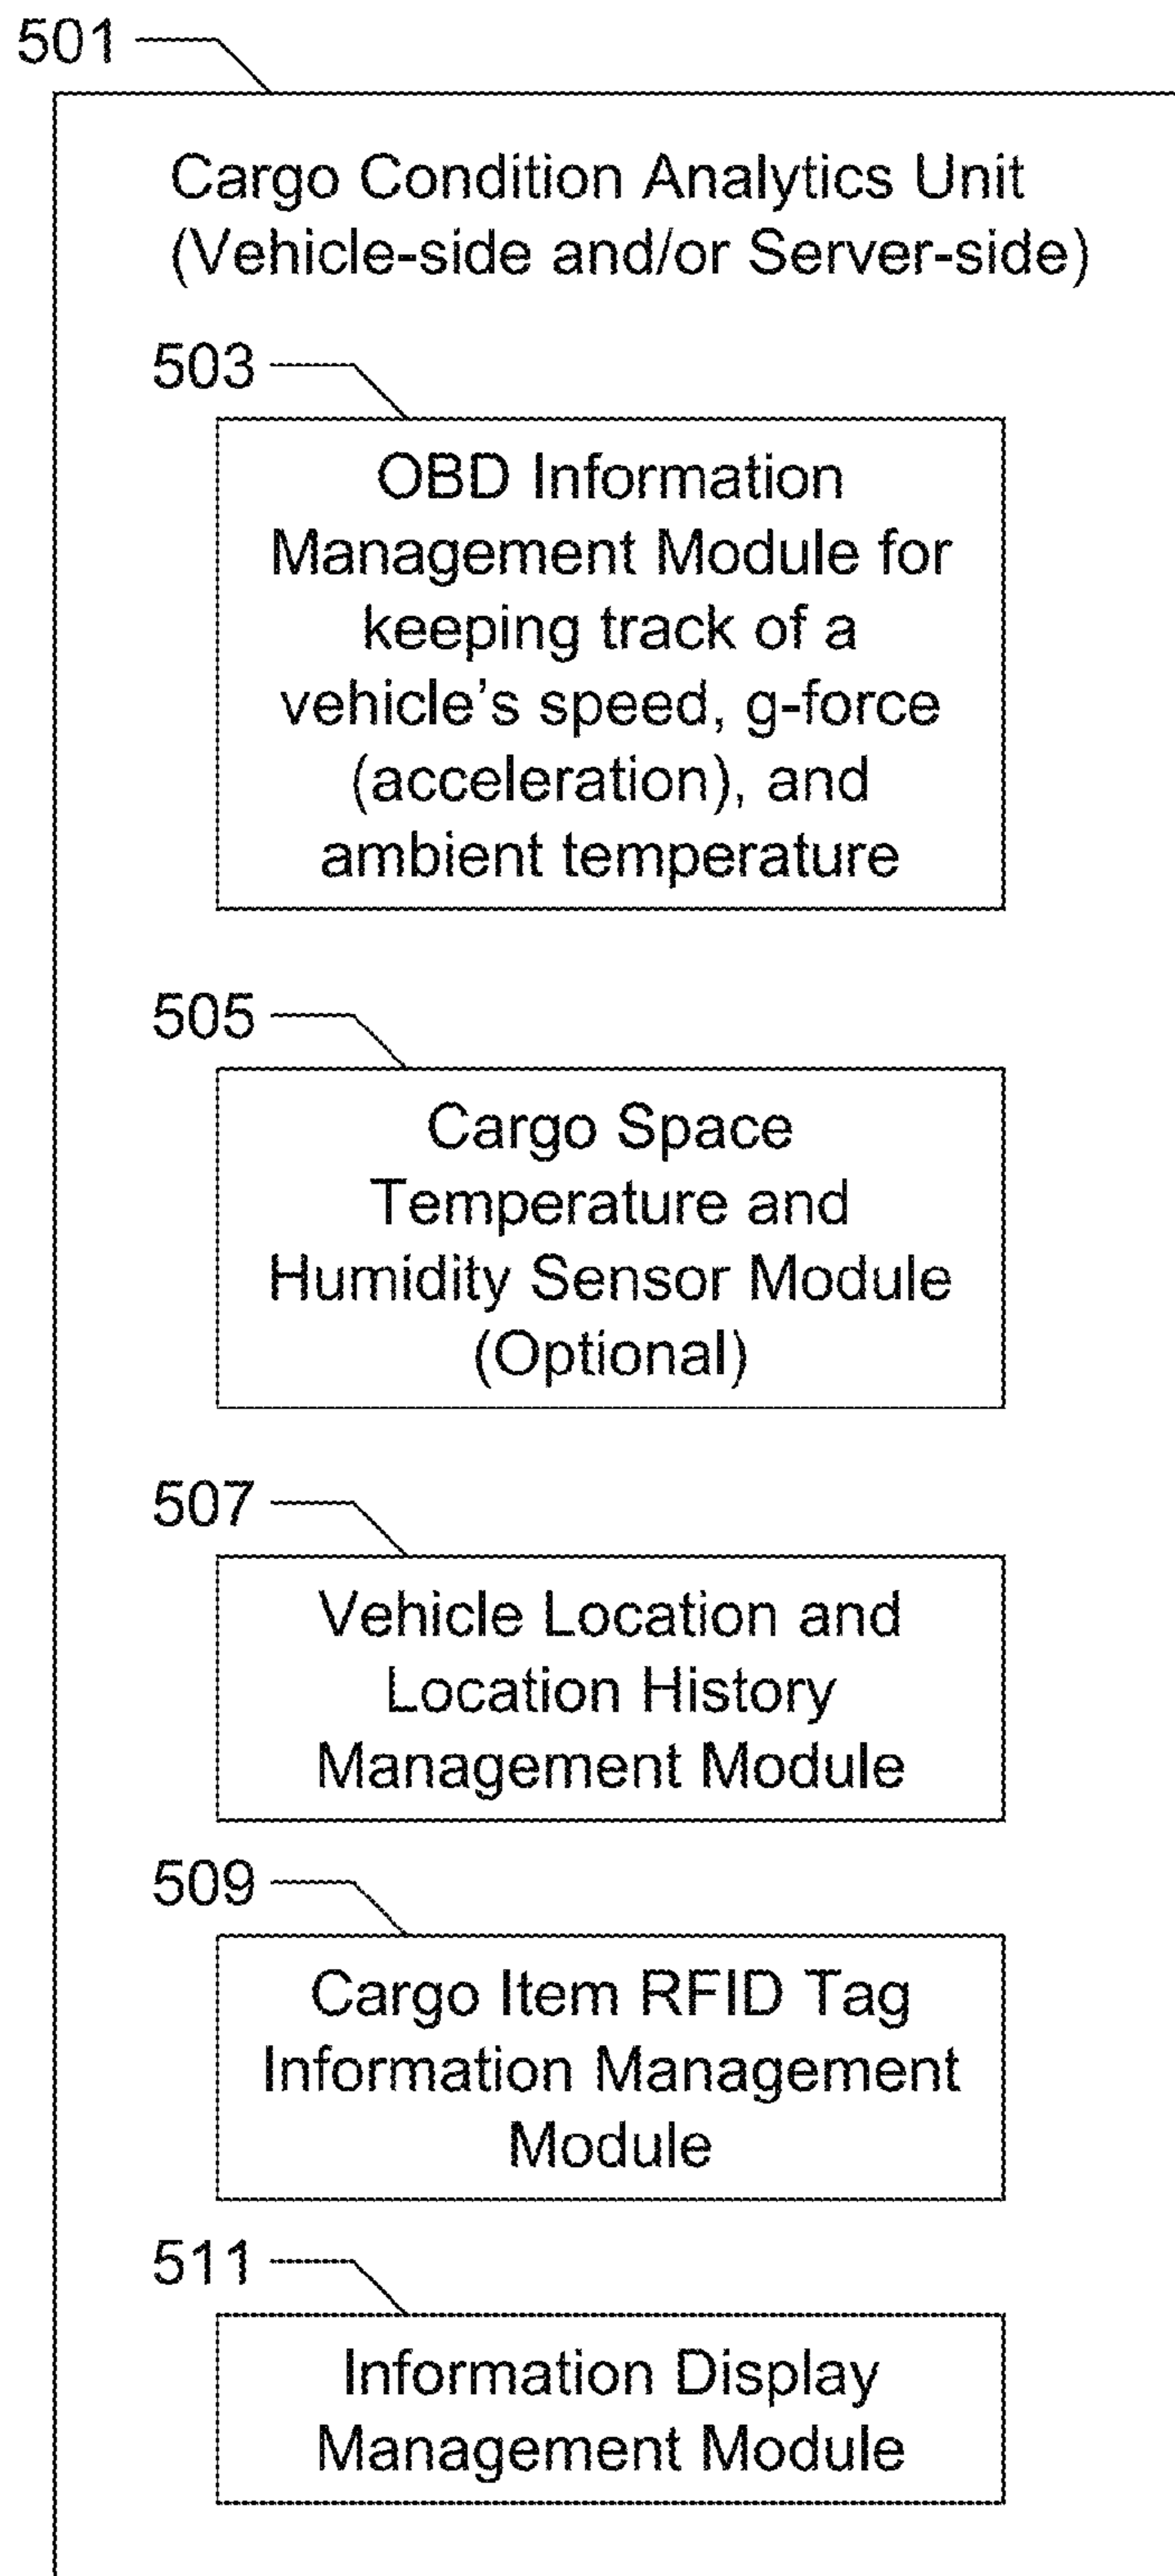 501
Cargo Condition Analytics Unit
(Vehicle-side and/or Server-side)
503
OBD Information
Management Module for
keeping track of a
vehicle’s speed, g-force
(acceleration), and
ambient temperature
505
Cargo Space
Temperature and
Humidity Sensor Module
(Optional)
507
Vehicle Location and
Location History
Management Module
509
Cargo Item RFID Tag
Information Management
Module
511
Information Display
Management Module